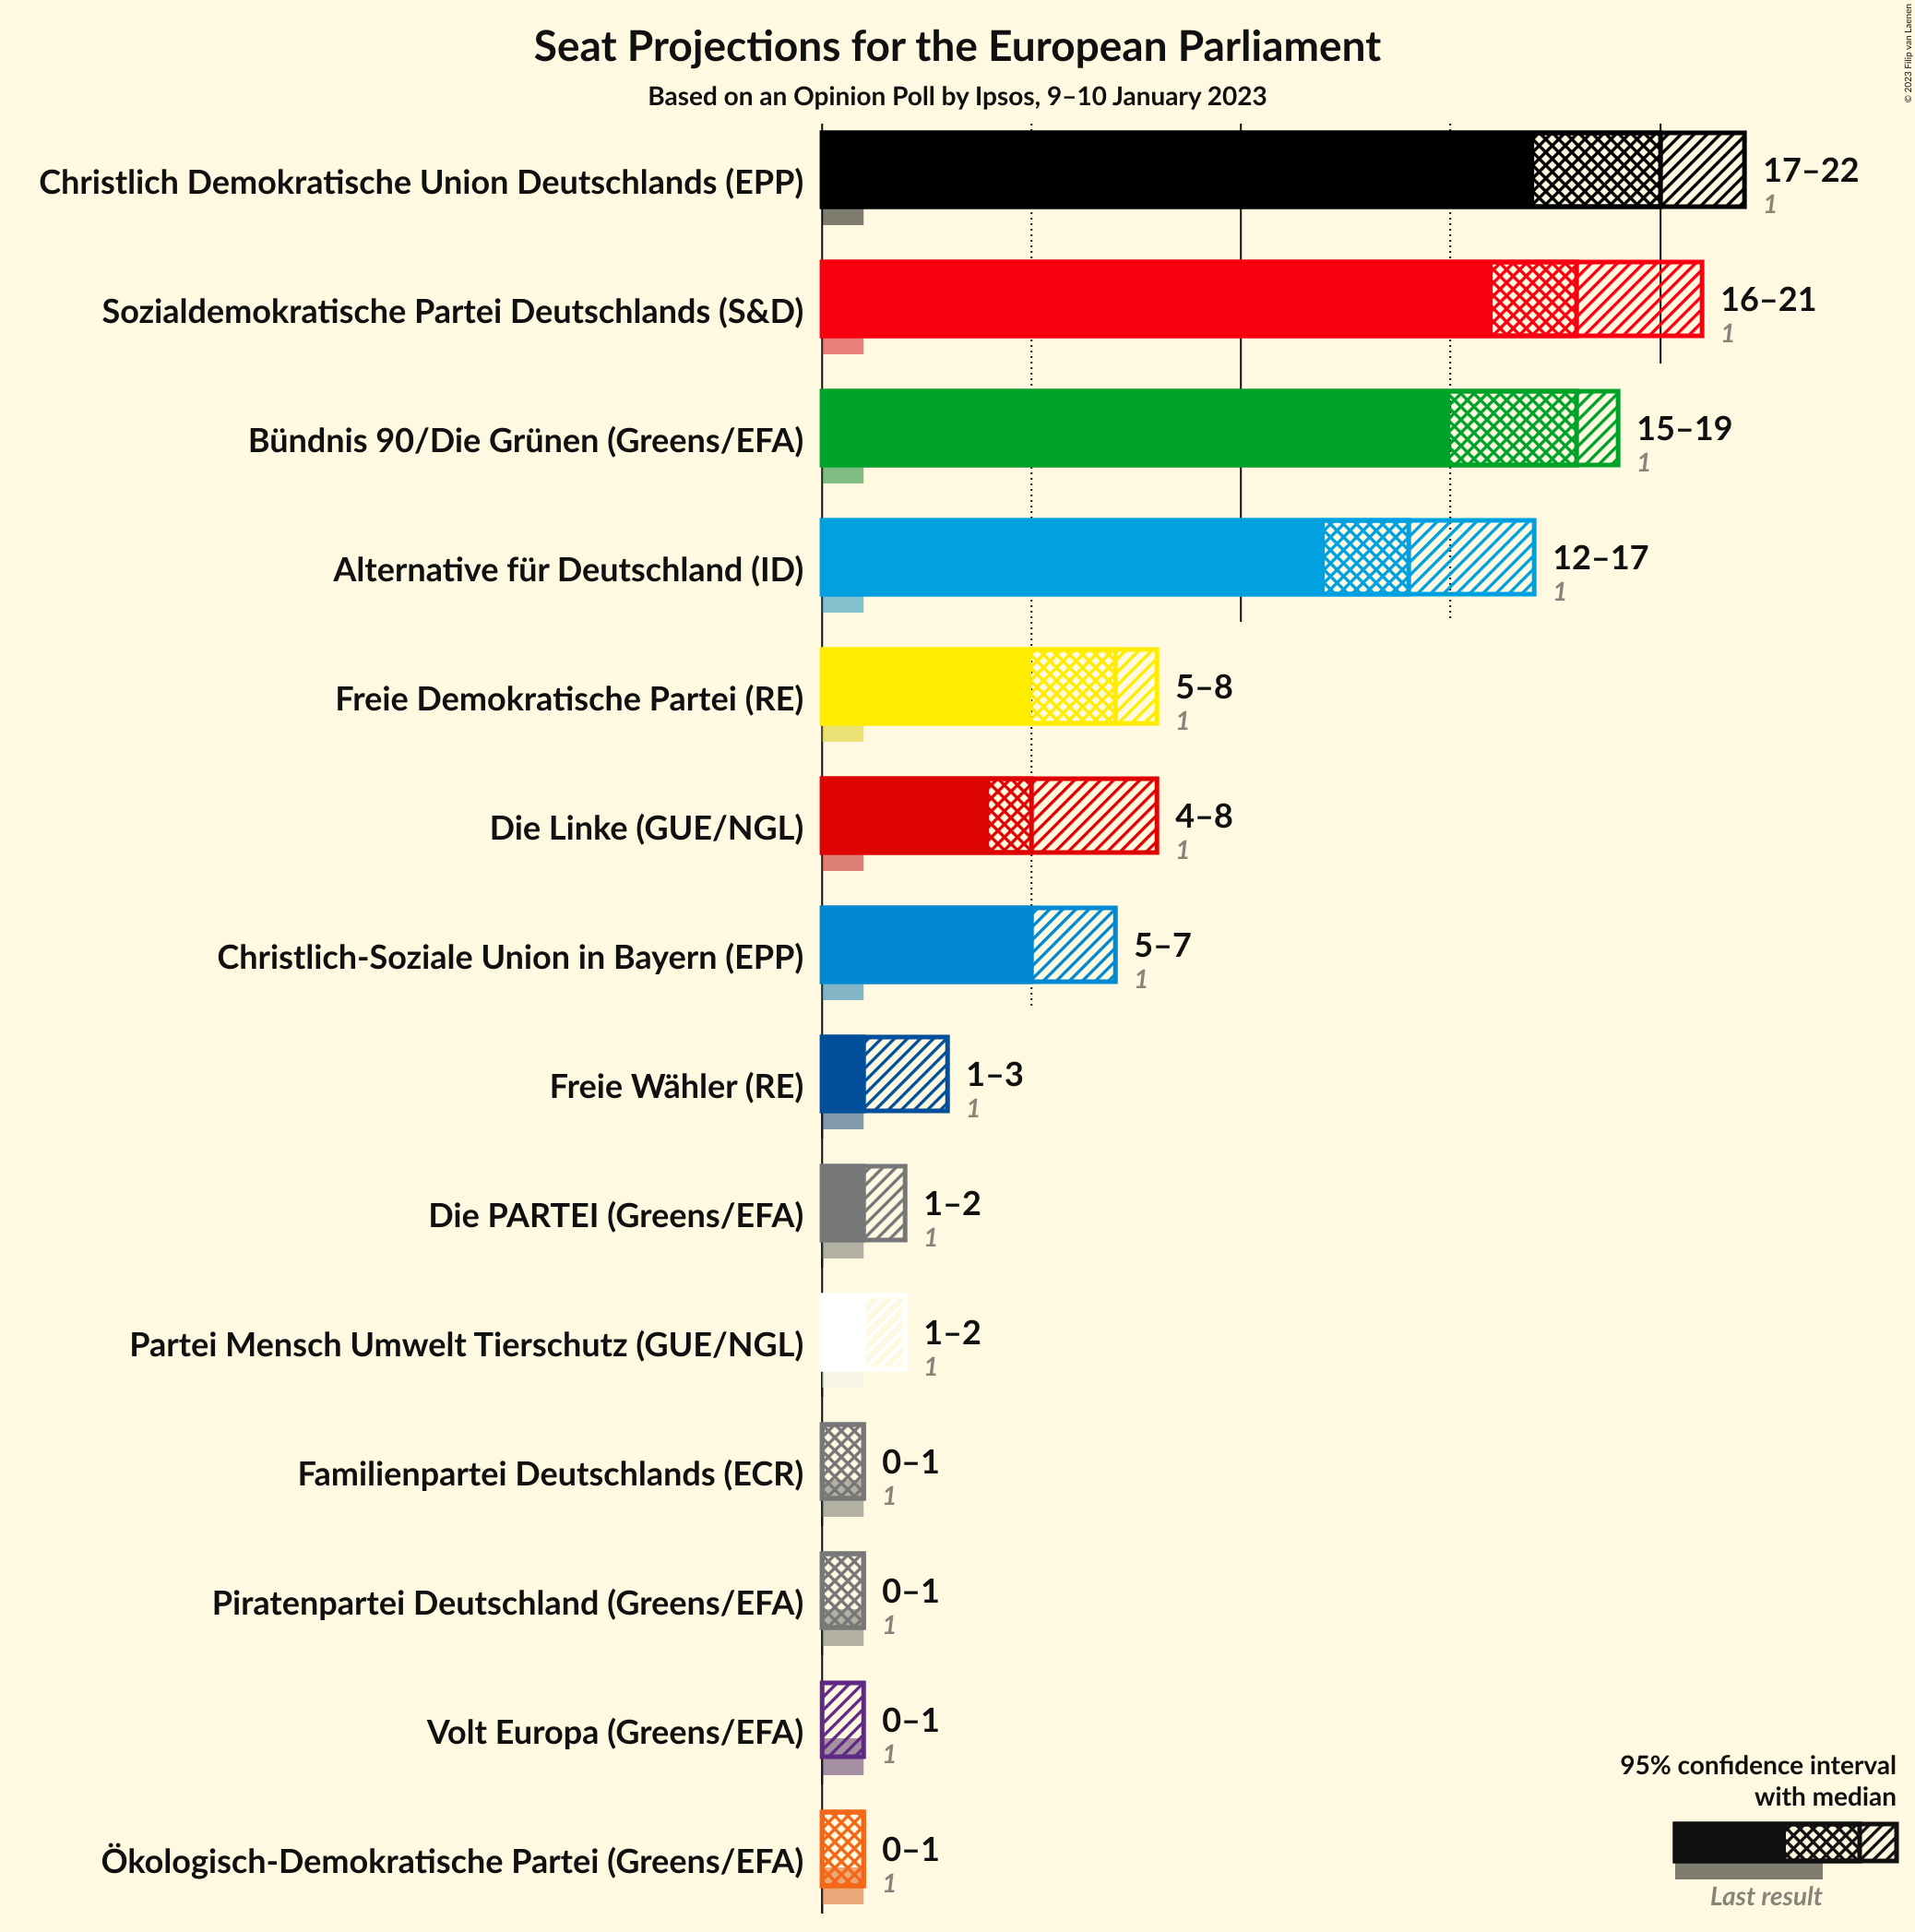 Seat Projections for the European Parliament
Based on an Opinion Poll by Ipsos, 9–10 January 2023
© 2023 Filip van Laenen
Christlich Demokratische Union Deutschlands (EPP)
17–22
1
Sozialdemokratische Partei Deutschlands (S&D)
16–21
1
Bündnis 90/Die Grünen (Greens/EFA)
15–19
1
Alternative für Deutschland (ID)
12–17
1
Freie Demokratische Partei (RE)
5–8
1
Die Linke (GUE/NGL)
4–8
1
Christlich-Soziale Union in Bayern (EPP)
5–7
1
Freie Wähler (RE)
1–3
1
Die PARTEI (Greens/EFA)
1–2
1
Partei Mensch Umwelt Tierschutz (GUE/NGL)
1–2
1
Familienpartei Deutschlands (ECR)
0–1
1
Piratenpartei Deutschland (Greens/EFA)
0–1
1
Volt Europa (Greens/EFA)
0–1
1
Ökologisch-Demokratische Partei (Greens/EFA)
0–1
1
95% confidence interval
with median
Last result